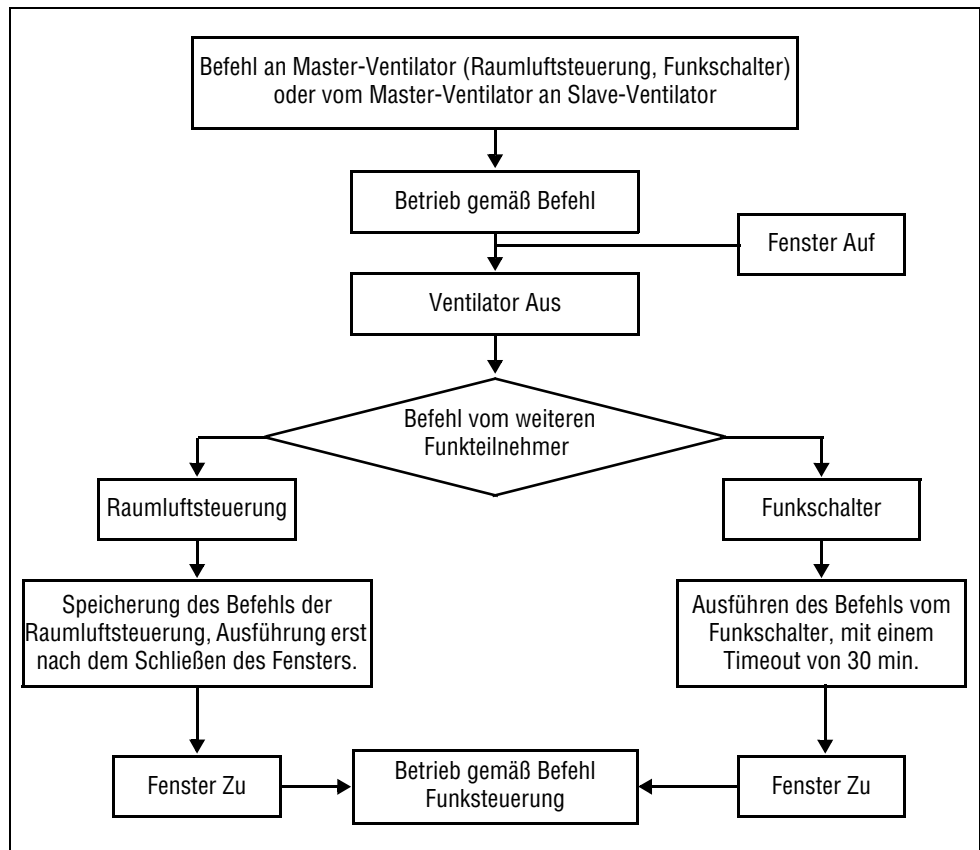 Befehl an Master-Ventilator (Raumluftsteuerung, Funkschalter)
oder vom Master-Ventilator an Slave-Ventilator
Betrieb gemäß Befehl
Fenster Auf
Ventilator Aus
Befehl vom weiteren
Funkteilnehmer
Raumluftsteuerung
Funkschalter
Speicherung des Befehls der
Raumluftsteuerung, Ausführung erst
nach dem Schließen des Fensters.
Ausführen des Befehls vom
Funkschalter, mit einem
Timeout von 30 min.
Fenster Zu
Betrieb gemäß Befehl
Funksteuerung
Fenster Zu